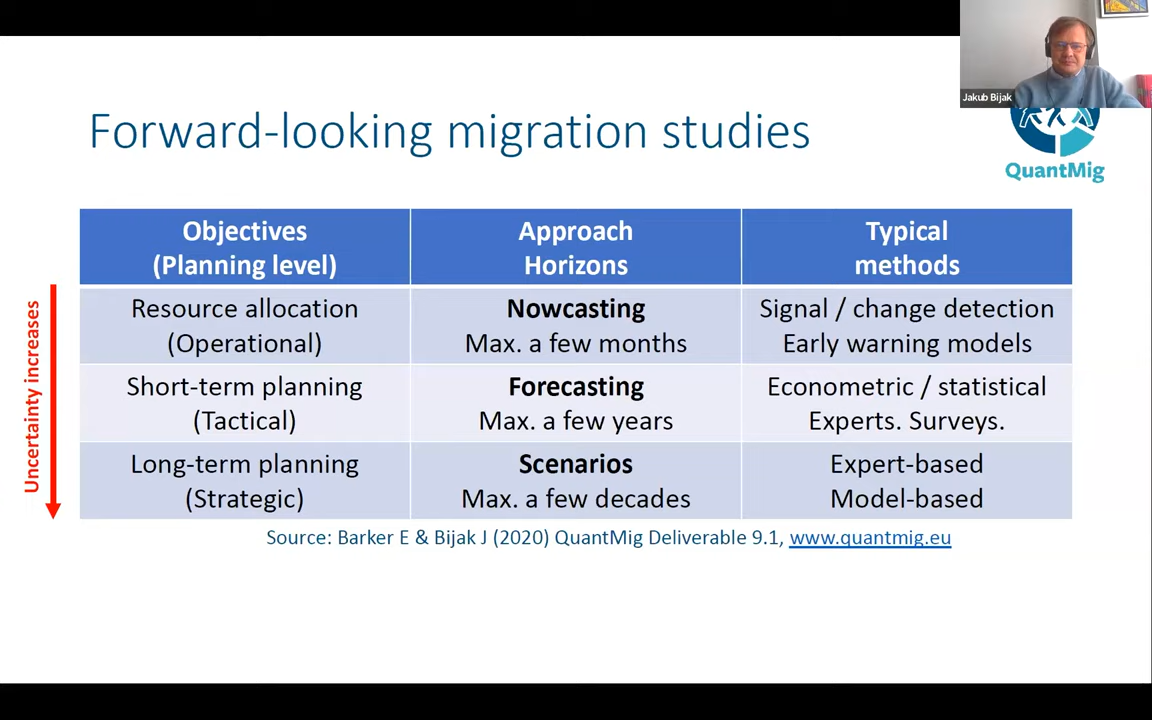 Jakub Bijak
Forward-looking migration studies
QuantMig
Objectives
(Planning level)
Approach
Horizons
Typical
methods
Uncertainty increases
Resource allocation
(Operational)
Nowcasting
Max. a few months
Signal / change detection
Early warning models
Short-term planning
(Tactical)
Forecasting
Max. a few years
Econometric / statistical
Experts. Surveys.
Long-term planning
(Strategic)
Scenarios
Max. a few decades
Expert-based
Model-based
Source: Barker E & Bijak J (2020) QuantMig Deliverable 9.1, www.quantmig.eu